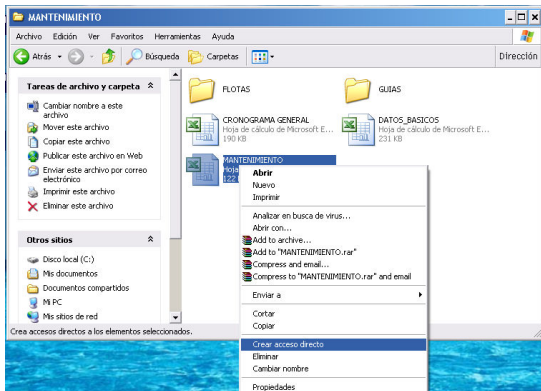 MANTENIMIENTO
Archivo Edición Ver Favoritos Herramientas Ayuda
Atrás Búsqueda Carpetas Dirección
Tareas de archivo y carpeta
Cambiar nombre a este
archivo
Mover este archivo
Copiar este archivo
Publicar este archivo en Web
Enviar este archivo por correo
electrónico
Imprimir este archivo
Eliminar este archivo
Otros sitios
Disco local (C:)
Mis documentos
Documentos compartidos
Mi PC
Mis sitios de red
FLOTAS
GUIAS
CRONOGRAMA GENERAL
Hoja de cálculo de Microsoft E...
190 KB
DATOS_BASICOS
Hoja de cálculo de Microsoft E...
231 KB
MANTENIMIENTO
Hoja
122
Abrir
Nuevo
Imprimir
Analizar en busca de virus...
Abrir con...
Add to archive...
Add to "MANTENIMIENTO.rar"
Compress and email...
Compress to "MANTENIMIENTO.rar" and email
Enviar a
Cortar
Copiar
Crear acceso directo
Eliminar
Cambiar nombre
Propiedades
Crea accesos directos a los elementos seleccionados.